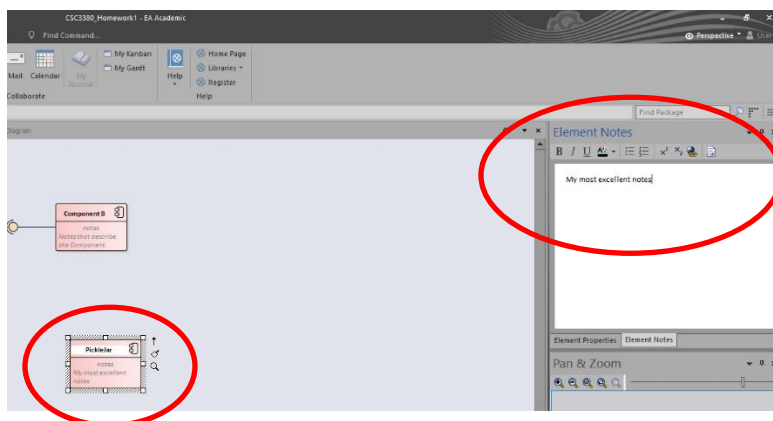 CSC3380_Homework1 - EA Academic
Find Command...
Perspective
User
My Kanban
Home Page
My Gantt
Libraries
Mail Calendar My Journal Help
Register
Collaborate
Help
Find Package
Diagram
Element Notes
B I U
My most excellent notes
Component B
notes
Notes that describe
the Component.
PickleJar
notes
My most excellent
notes
Element Properties Element Notes
Pan & Zoom